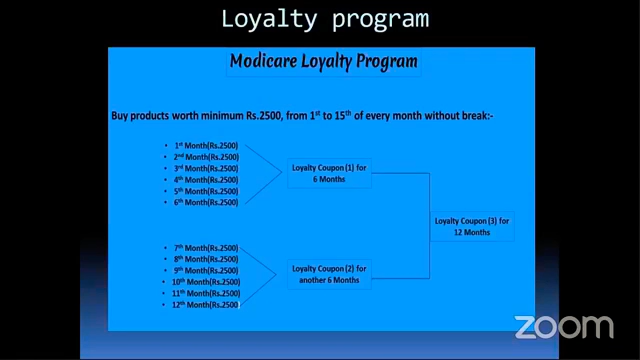 Loyalty program
Modicare Loyalty Program
Buy products worth minimum Rs.2500, from 1st to 15th of every month without break:-
• 1st Month(Rs.2500)
• 2nd Month(Rs.2500)
• 3rd Month(Rs.2500)
• 4th Month(Rs.2500)
• 5th Month(Rs.2500)
• 6th Month(Rs.2500)
Loyalty Coupon (1) for
6 Months
Loyalty Coupon (3) for
12 Months
• 7th Month(Rs.2500)
• 8th Month(Rs.2500)
• 9th Month(Rs.2500)
• 10th Month(Rs.2500)
• 11th Month(Rs.2500)
• 12th Month(Rs.2500
Loyalty Coupon (2) for
another 6 Months
zoom